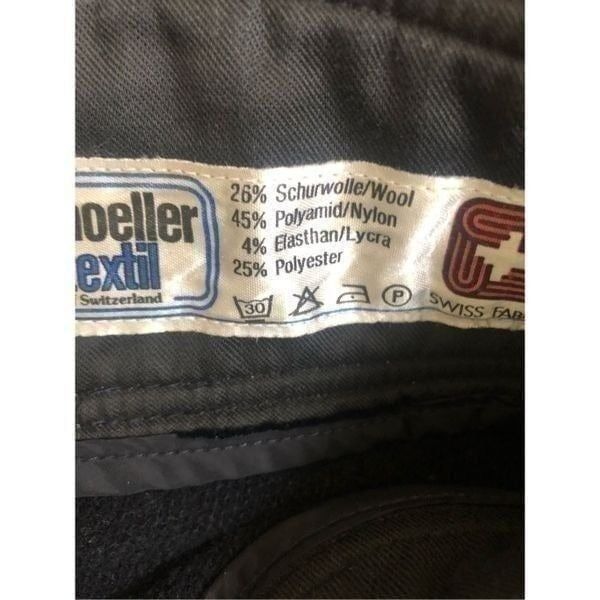 hoeller
extil
Switzerland
26% Schurwolle/Wool
45% Polyamid/Nylon
4% Elasthan/Lycra
25% Polyester
30
P
SWISS FAB